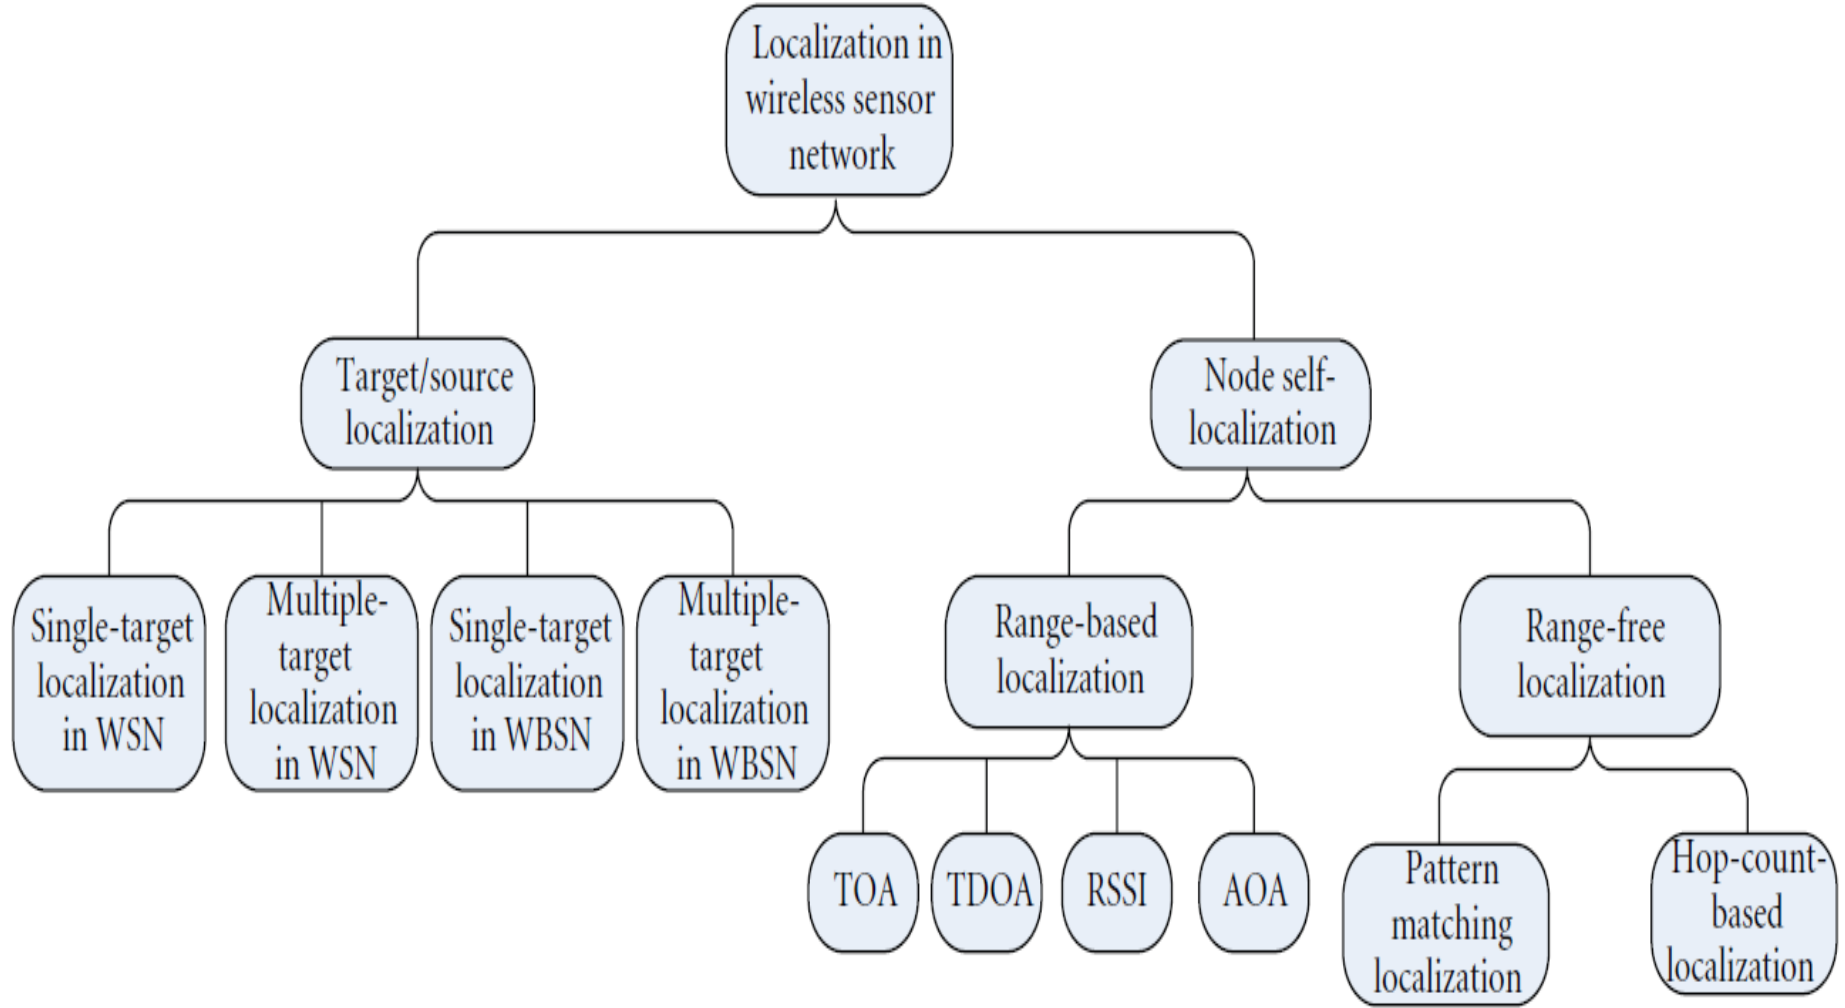 Localization in
wireless sensor
network
Target/source
localization
Node self-
localization
Single-target
localization
in WSN
Multiple-
target
localization
in WSN
Single-target
localization
in WBSN
Multiple-
target
localization
in WBSN
Range-based
localization
Range-free
localization
TOA
TDOA
RSSI
AOA
Pattern
matching
localization
Hop-count-
based
localization